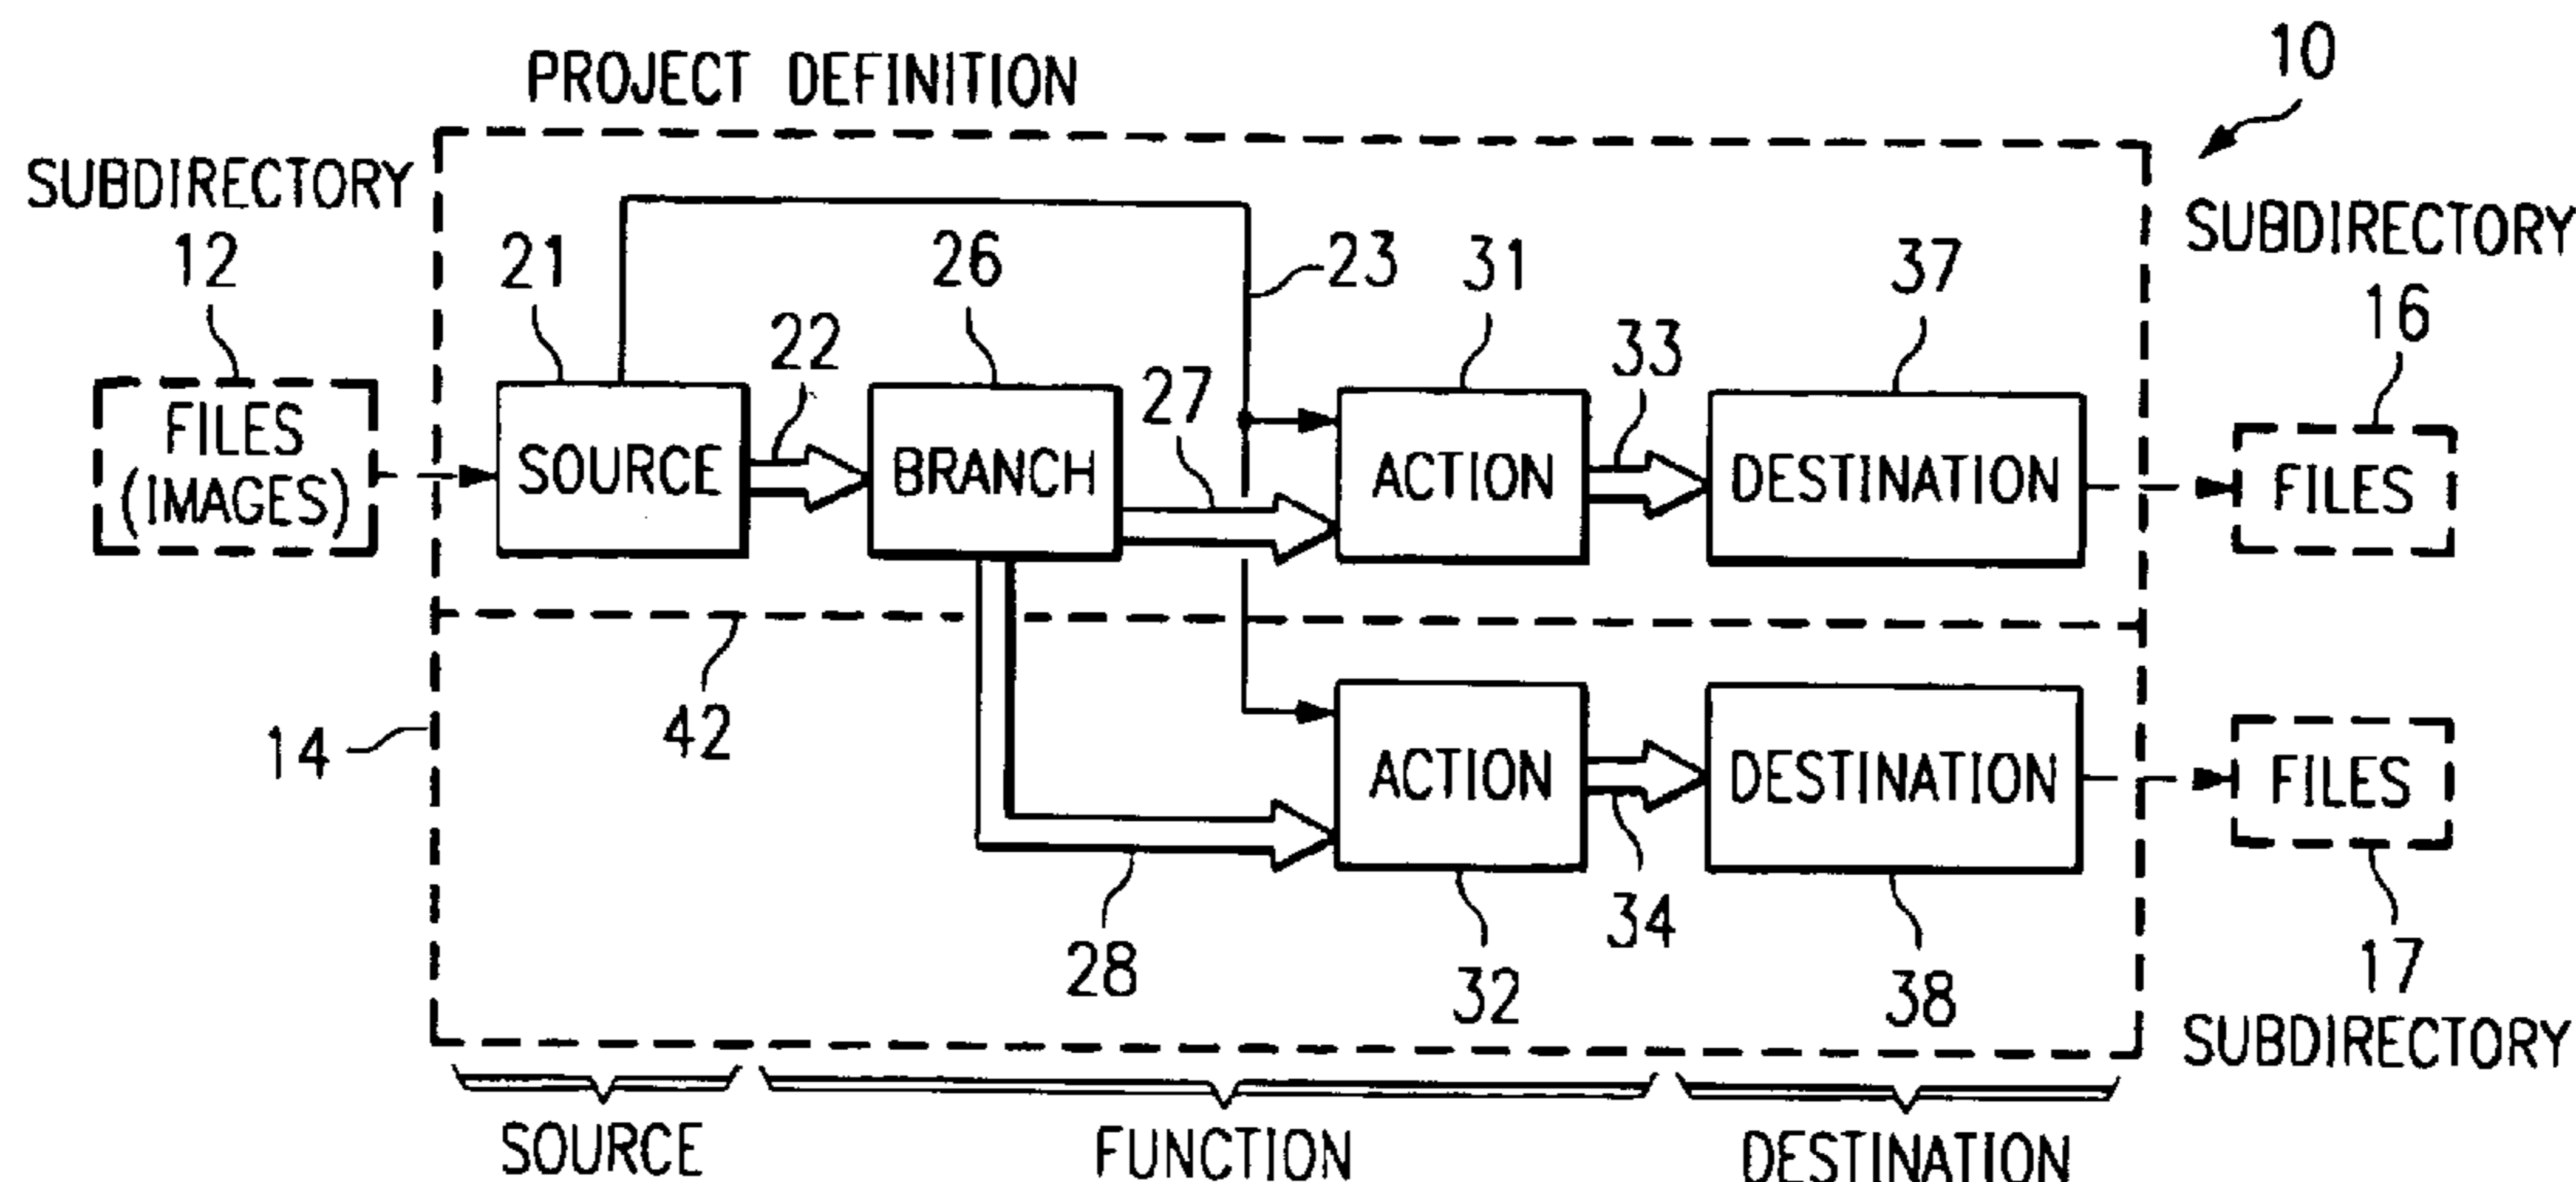 10
PROJECT DEFINITION
SUBDIRECTORY
12
21
26
23
31
37
SUBDIRECTORY
16
22
27
33
FILES
(IMAGES)
SOURCE
BRANCH
ACTION
DESTINATION
FILES
14
42
ACTION
DESTINATION
FILES
28
32
34
38
17
SUBDIRECTORY
SOURCE
FUNCTION
DESTINATION